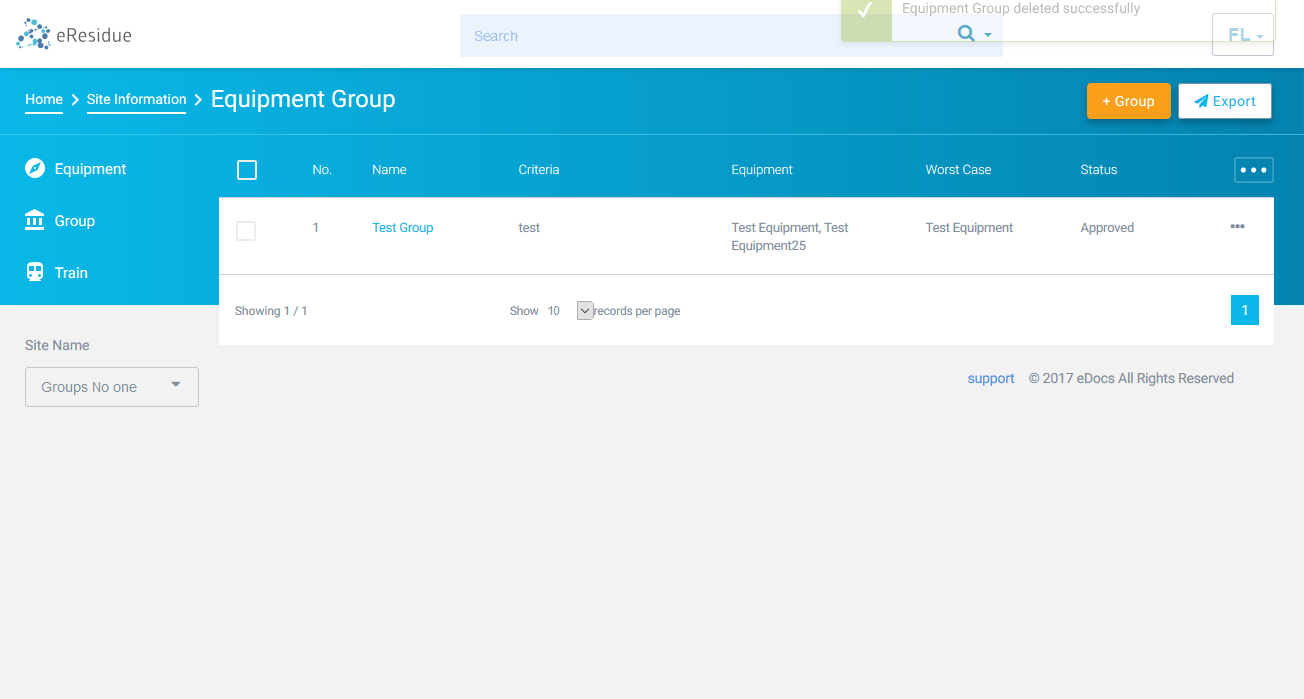 eResidue
Search
Equipment Group deleted successfully
FL
Home
Site Information
Equipment Group
+ Group
Export
Equipment
Group
Train
No.
Name
Criteria
Equipment
Worst Case
Status
1
Test Group
test
Test Equipment, Test
Equipment25
Test Equipment
Approved
Showing 1 / 1
Show 10 records per page
1
Site Name
Groups No one
support © 2017 eDocs All Rights Reserved